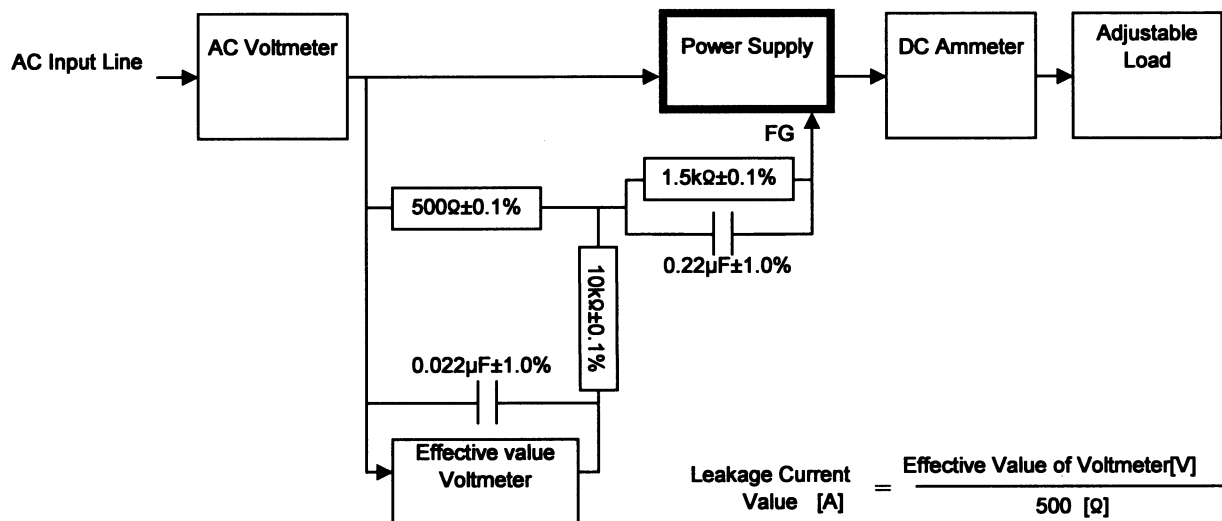 AC Input Line
AC Voltmeter
Power Supply
DC Ammeter
Adjustable
Load
FG
1.5kΩ±0.1%
500Ω±0.1%
0.22µF±1.0%
10kΩ±0.1%
0.022µF±1.0%
Effective value
Voltmeter
Leakage Current
Value [A]
=
Effective Value of Voltmeter[V]
500 [Ω]